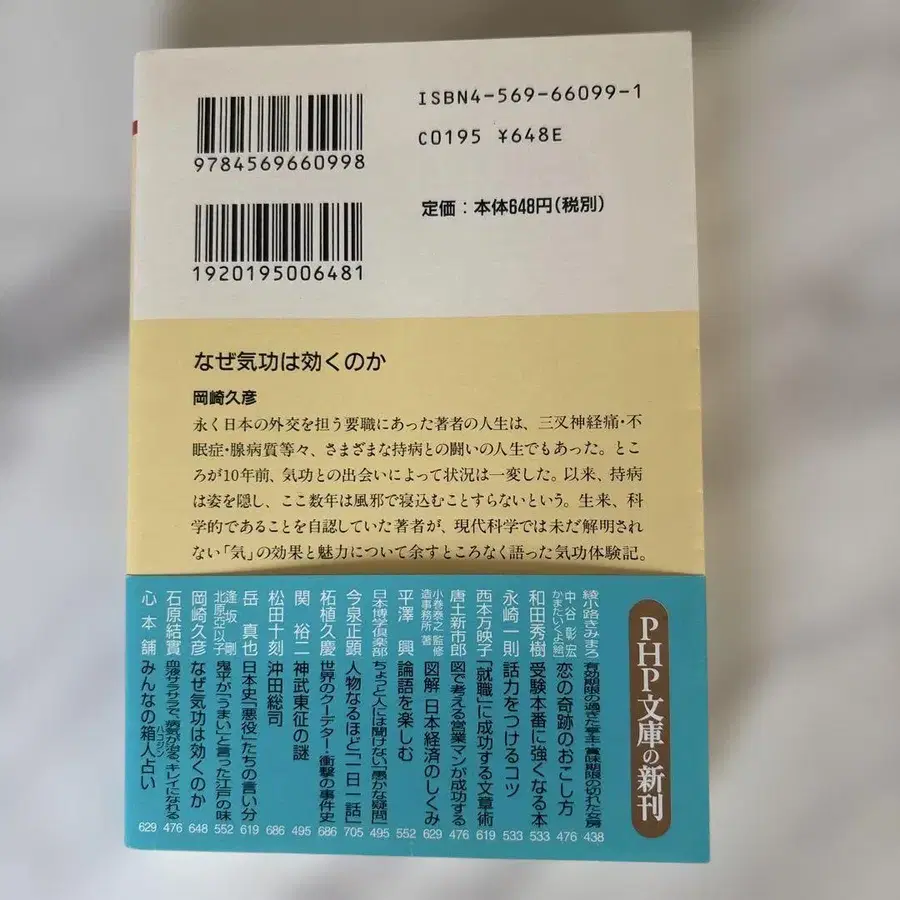 9784569660998
ISBN4-569-66099-1
C0195 ¥648E
1920195006481
定価：本体648円（税別）
なぜ気功は効くのか
岡崎久彦
永く日本の外交を担う要職にあった著者の人生は、三叉神経痛・不
眠症・腺病質等々、さまざまな持病との闘いの人生でもあった。とこ
ろが10年前、気功との出会いによって状況は一変した。以来、持病
は姿を隠し、ここ数年は風邪で寝込むことすらないという。生来、科
学的であることを自認していた著者が、現代科学では未だ解明され
ない「気」の効果と魅力について余すところなく語った気功体験記。
PHP文庫の新刊
綾小路きみまろ 有効期限の過ぎた亭主・賞味期限の切れた女房 438
中谷彰宏 かまたいくよ絵 恋の奇跡のおこし方 476
和田秀樹 受験本番に強くなる本 533
永崎一則 話力をつけるコツ 533
西本万映子 「就職」に成功する文章術 619
唐土新市郎 図で考える営業マンが成功する 476
小巻泰之 監修 造事務所 著 図解 日本経済のしくみ 629
平澤興 論語を楽しむ 552
日本博学倶楽部 ちょっと人には聞けない「愚かな疑問」 495
今泉正顕 人物なるほど「一日一話」 705
柘植久慶 世界のクーデター・衝撃の事件史 686
関裕二 神武東征の謎 495
松田十刻 沖田総司 686
岳真也 日本史「悪役」たちの言い分 619
逢坂剛 北原亞以子 鬼平が「うまい」と言った江戸の味 552
岡崎久彦 なぜ気功は効くのか 648
石原結實 血液サラサラで、病気が治る、キレイになれる 476
心本舗 みんなの箱人占い ハコジン 629